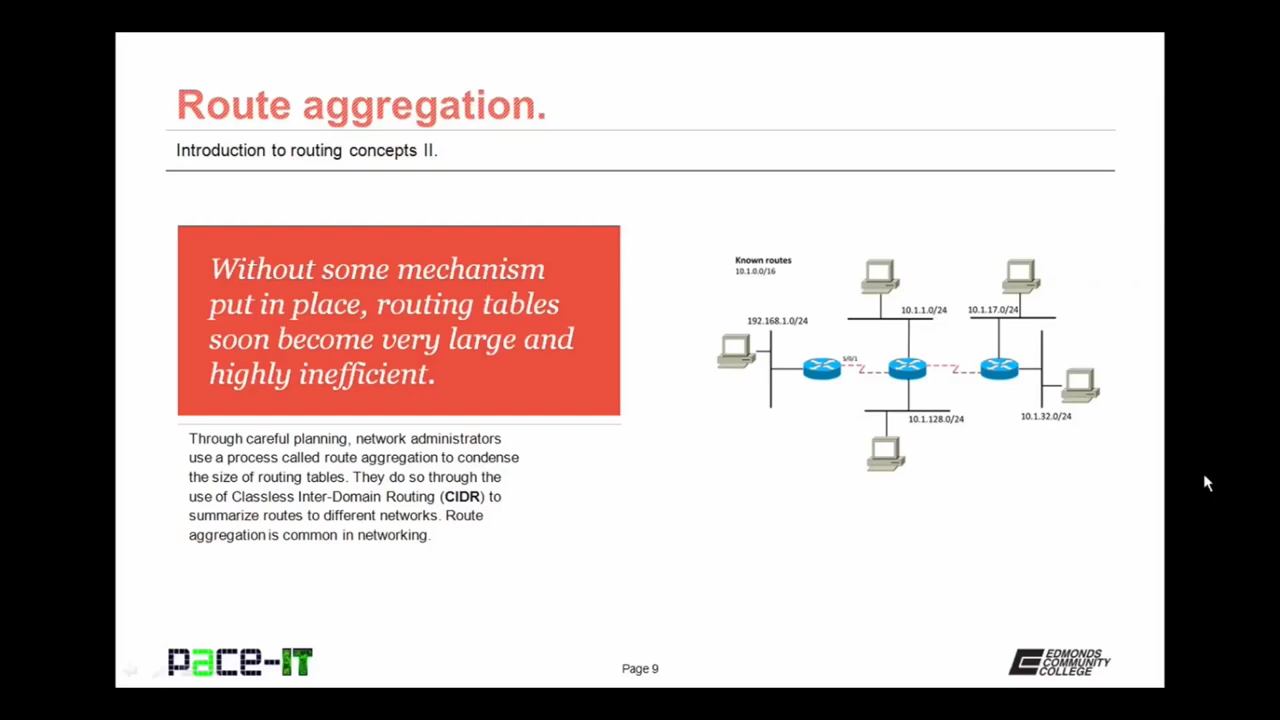 Route aggregation.
Introduction to routing concepts II.
Without some mechanism
put in place, routing tables
soon become very large and
highly inefficient.
Through careful planning, network administrators
use a process called route aggregation to condense
the size of routing tables. They do so through the
use of Classless Inter-Domain Routing (CIDR) to
summarize routes to different networks. Route
aggregation is common in networking.
Known routes
10.1.0.0/16
192.168.1.0/24
10.1.1.0/24
10.1.17.0/24
S/0/1
10.1.128.0/24
10.1.32.0/24
pace-IT
Page 9
EDMONDS
COMMUNITY
COLLEGE